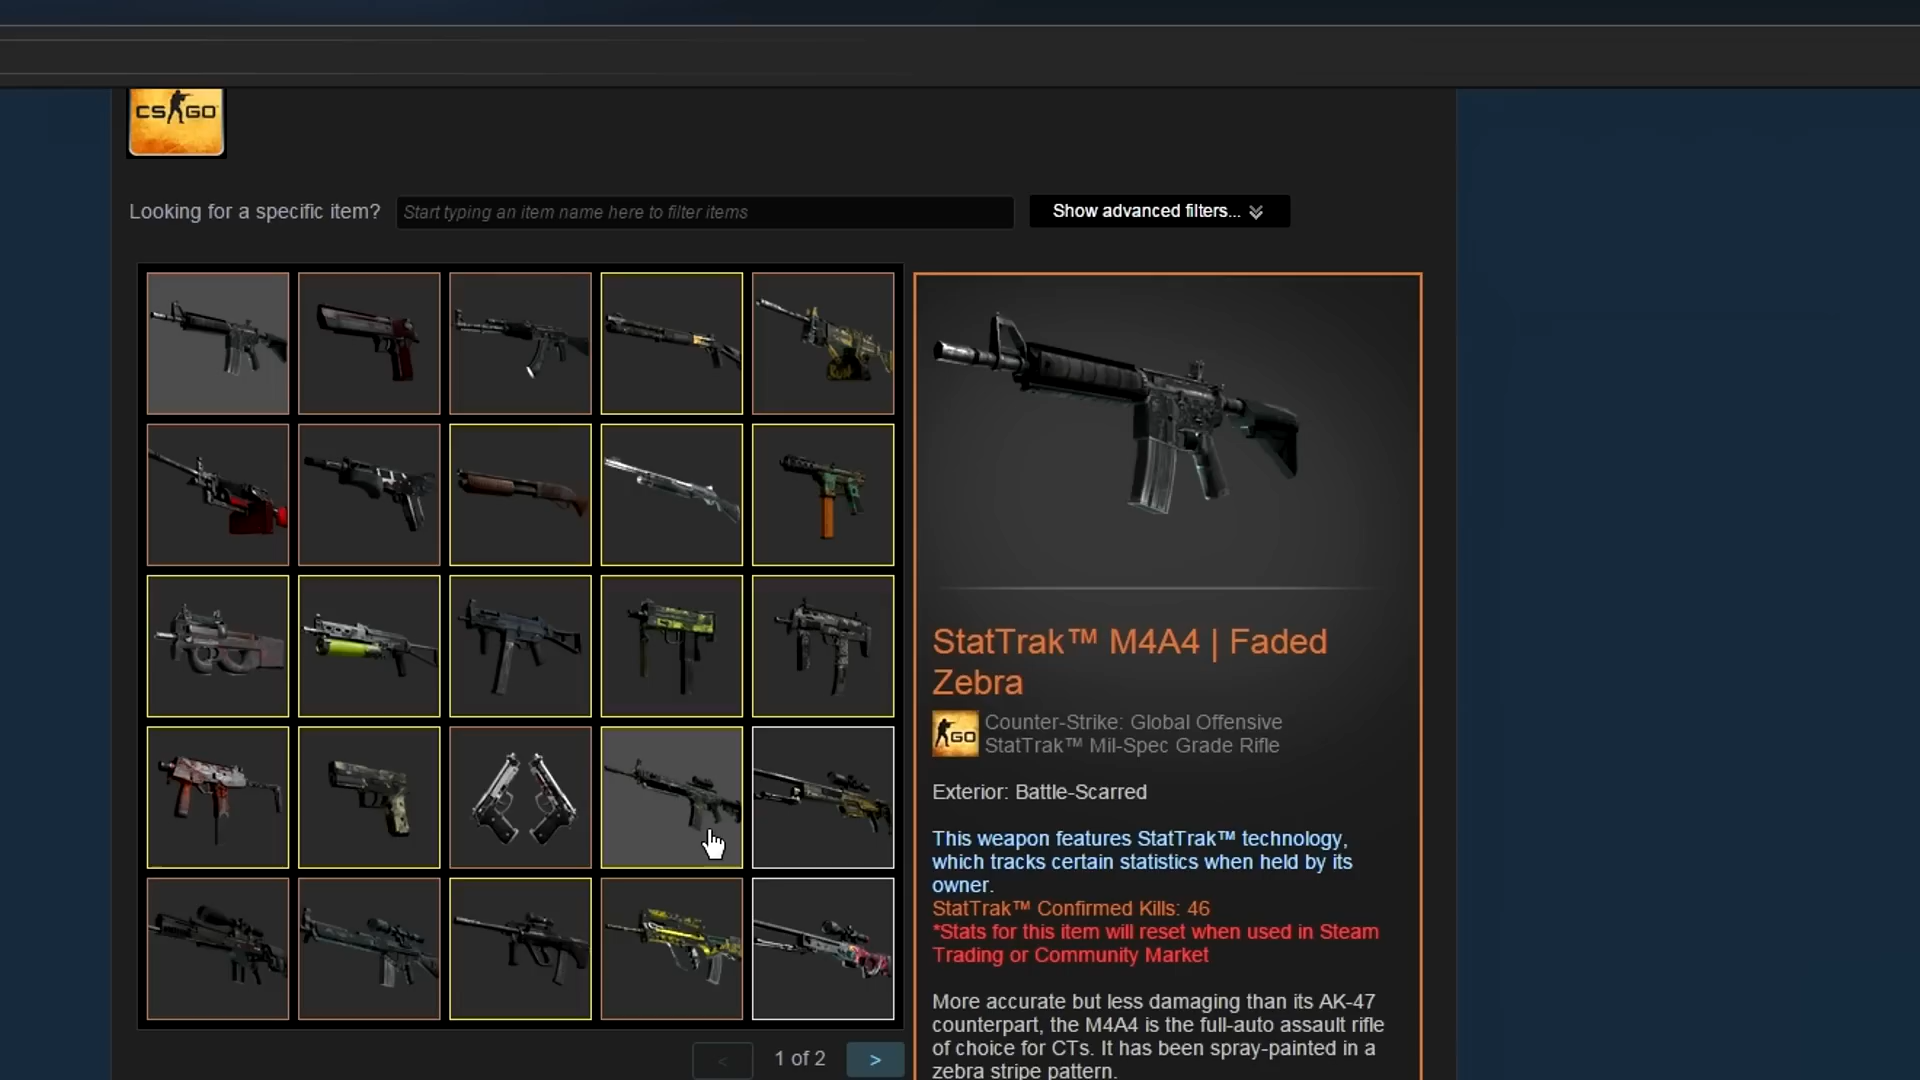 CS GO
Looking for a specific item?
Start typing an item name here to filter items
Show advanced filters...
StatTrak™ M4A4 | Faded
Zebra
GO
Counter-Strike: Global Offensive
StatTrak™ Mil-Spec Grade Rifle
Exterior: Battle-Scarred
This weapon features StatTrak™ technology,
which tracks certain statistics when held by its
owner.
StatTrak™ Confirmed Kills: 46
*Stats for this item will reset when used in Steam
Trading or Community Market
More accurate but less damaging than its AK-47
counterpart, the M4A4 is the full-auto assault rifle
of choice for CTs. It has been spray-painted in a
zebra stripe pattern.
< 1 of 2 >